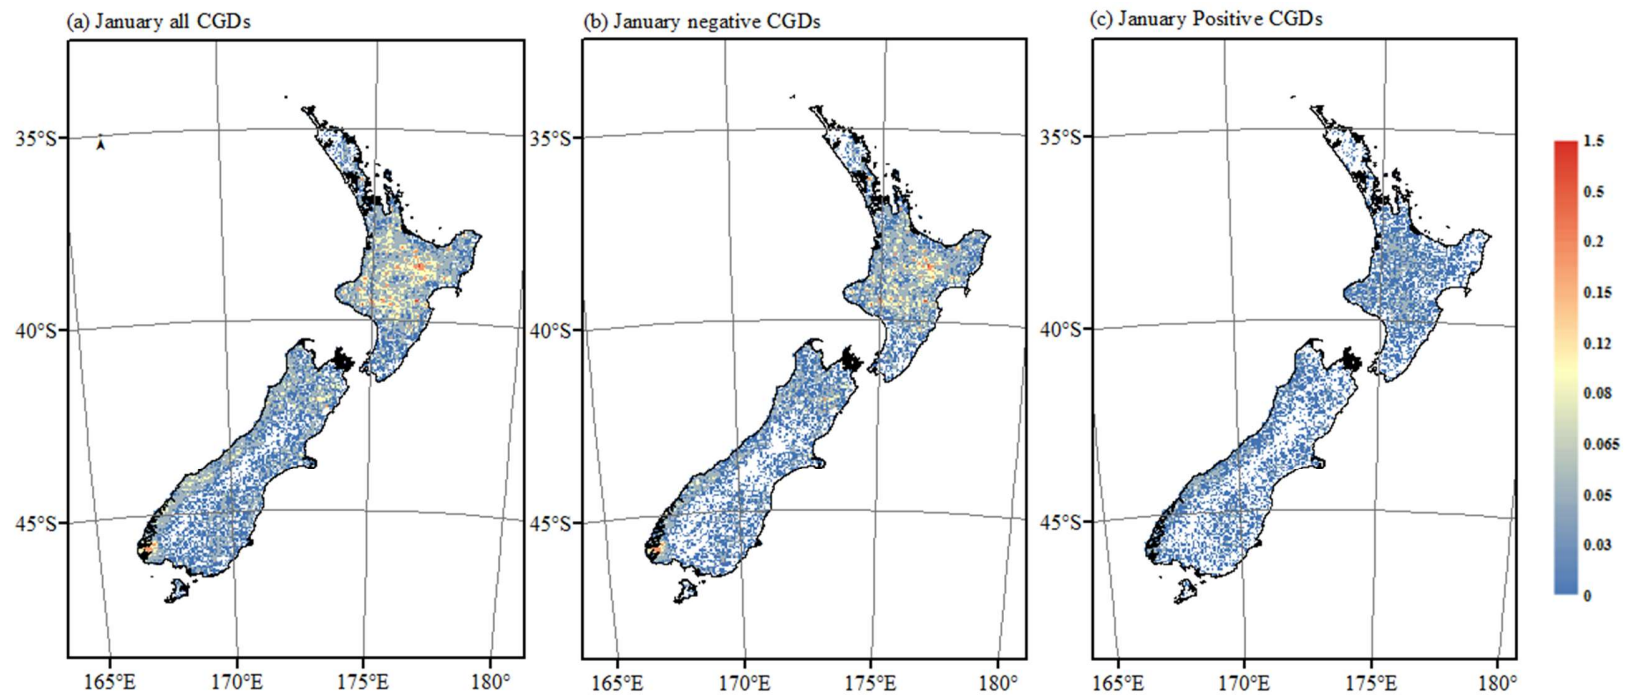 (a) January all CGDs
(b) January negative CGDs
(c) January Positive CGDs
35°S
40°S
45°S
165°E
170°E
175°E
180°
35°S
40°S
45°S
165°E
170°E
175°E
180°
35°S
40°S
45°S
165°E
170°E
175°E
180°
1.5
0.5
0.2
0.15
0.12
0.08
0.065
0.05
0.03
0